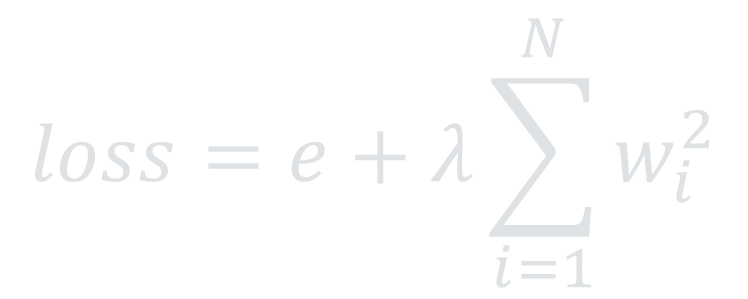 loss = e + λ ∑_{i=1}^{N} w_i^2